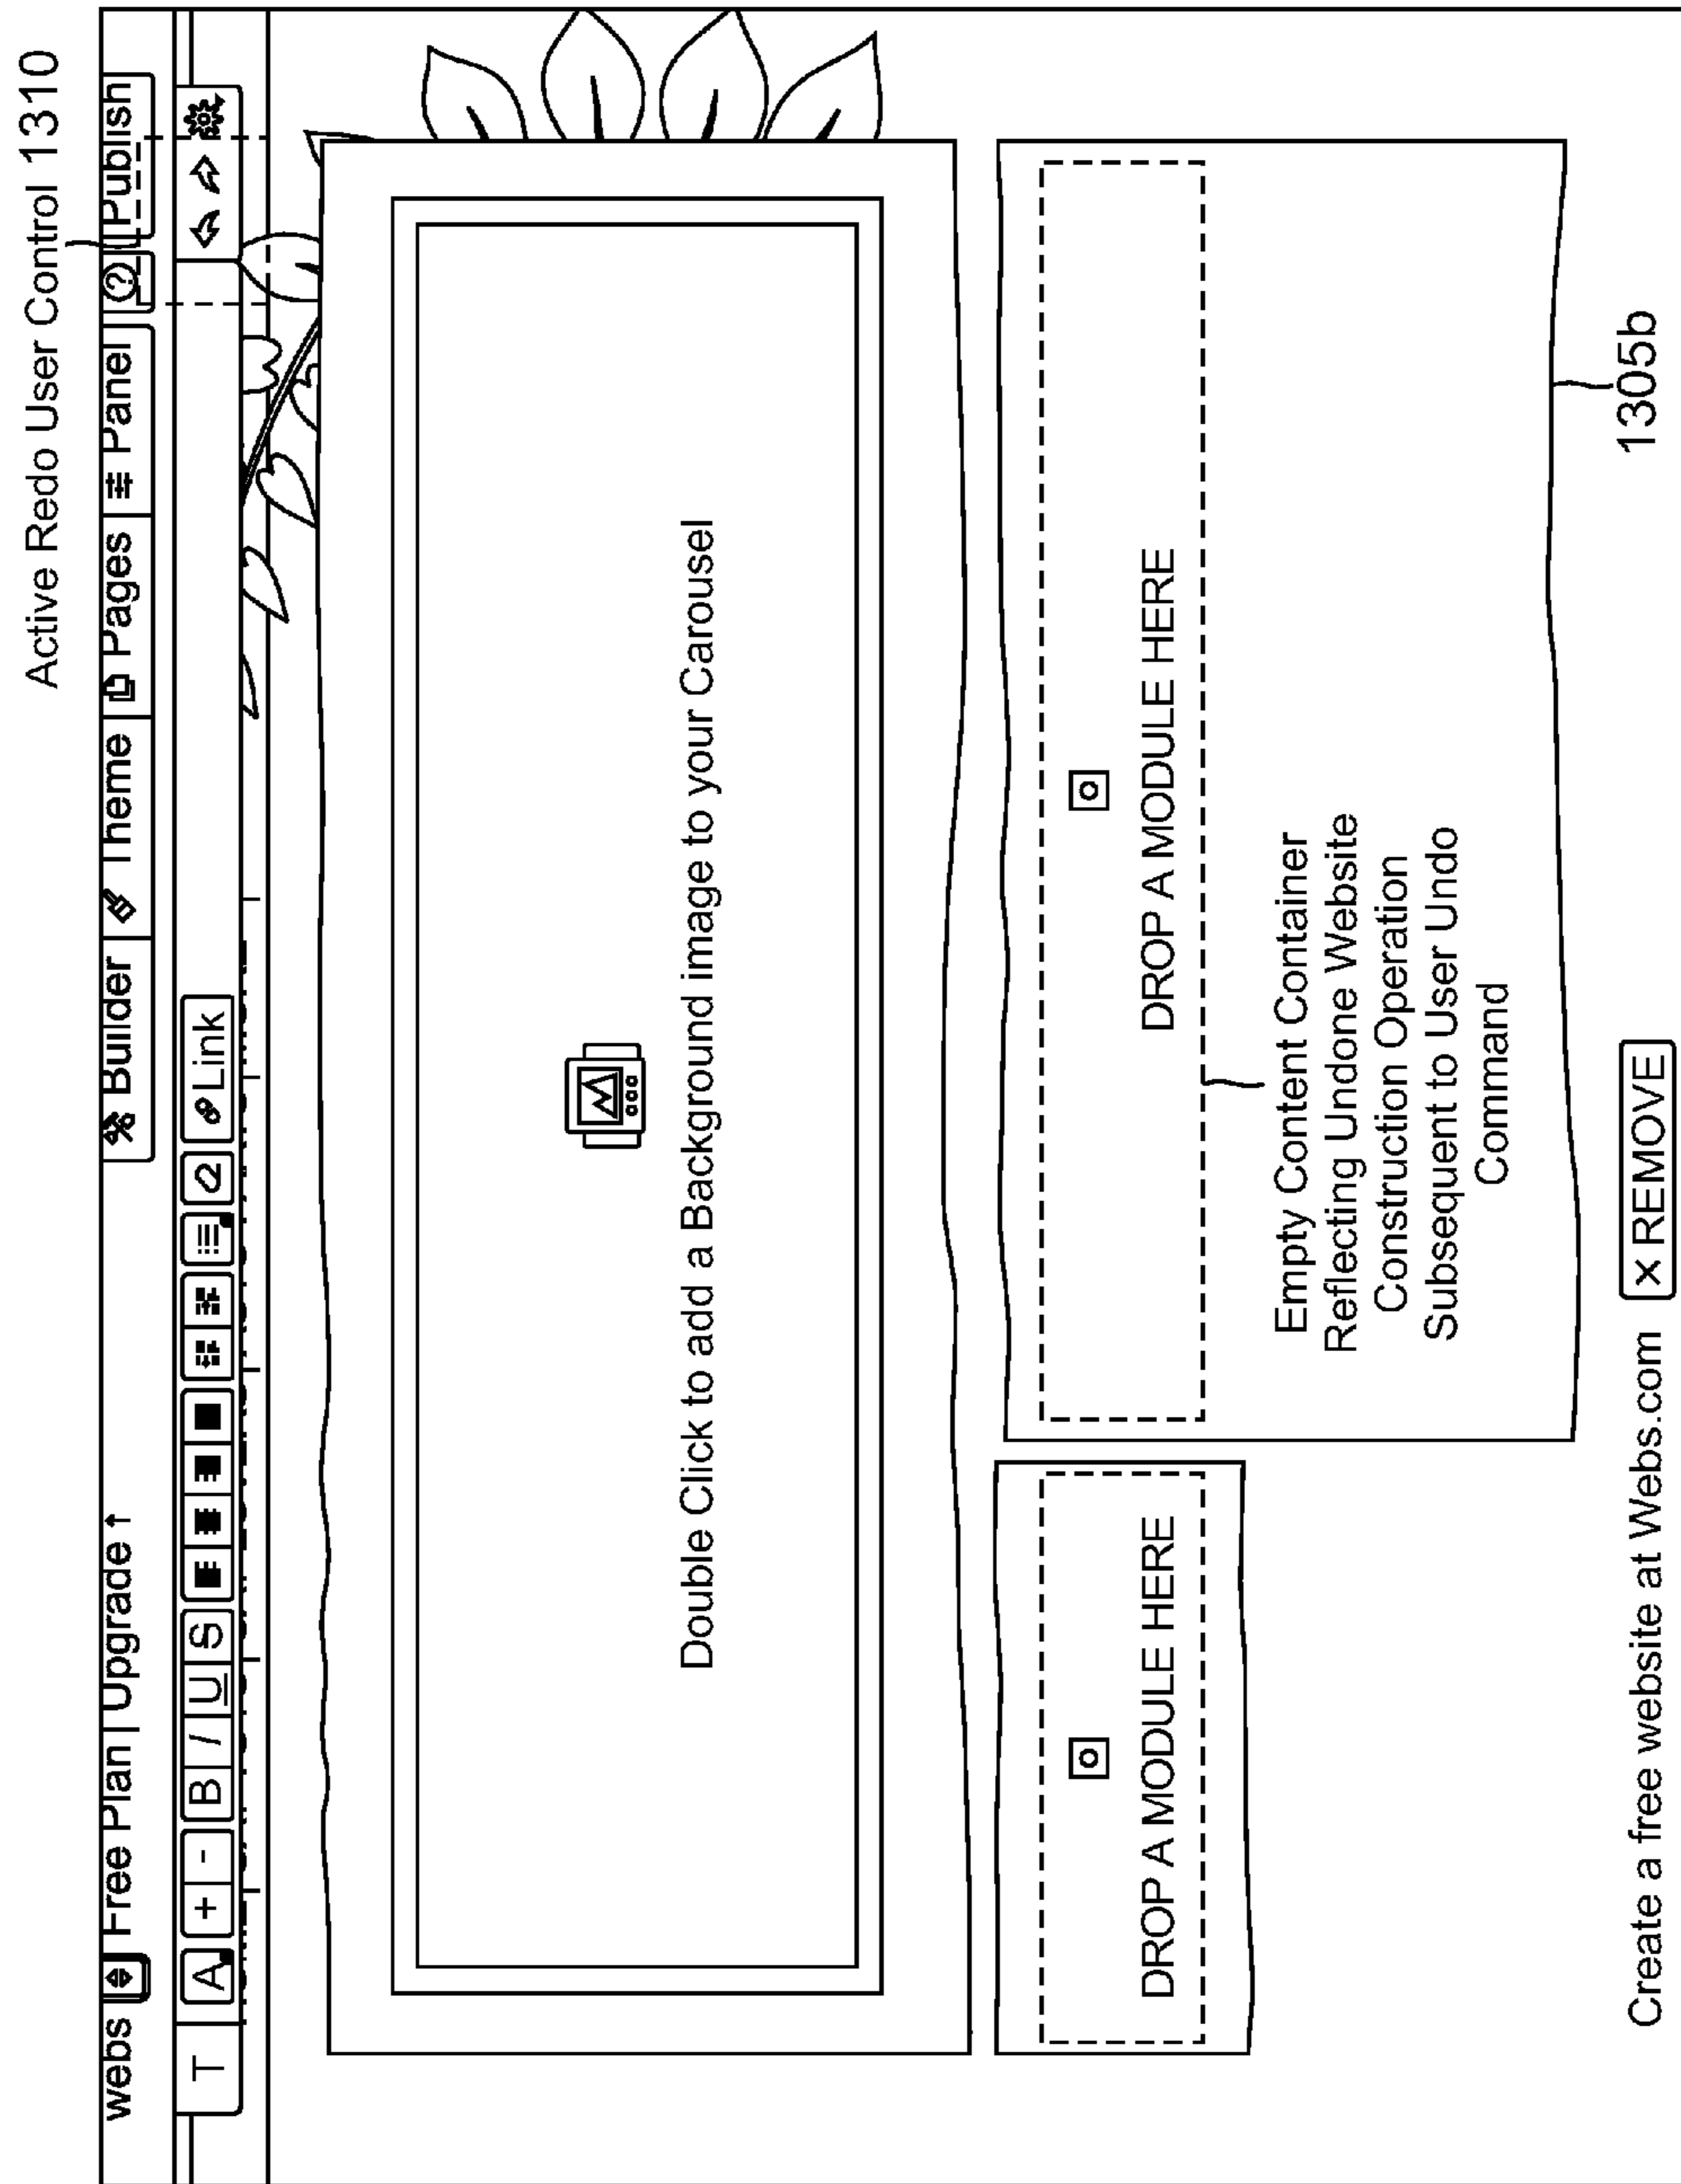 Active Redo User Control 1310
webs Free Plan | Upgrade ↑ Builder Theme Pages Panel ? Publish
T A + - B I U S Link
Double Click to add a Background image to your Carousel
DROP A MODULE HERE
DROP A MODULE HERE
Empty Content Container
Reflecting Undone Website
Construction Operation
Subsequent to User Undo
Command
1305b
Create a free website at Webs.com × REMOVE